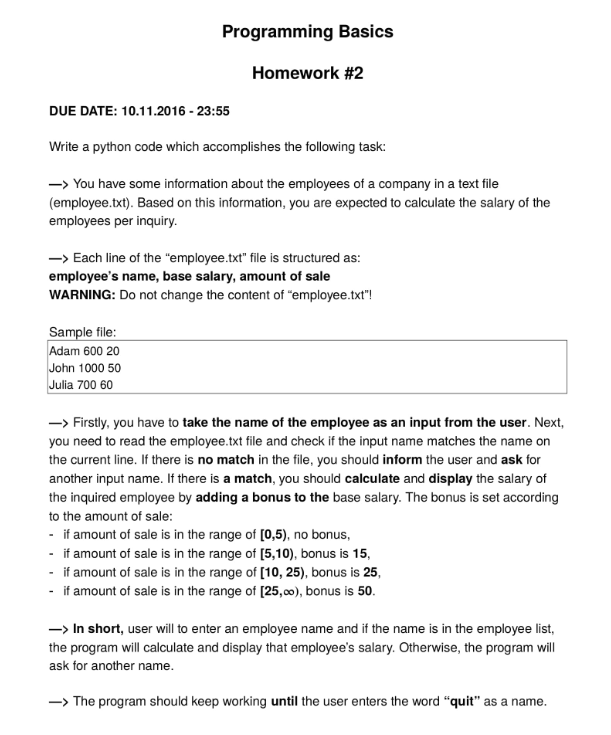 Programming Basics
Homework #2
DUE DATE: 10.11.2016 - 23:55
Write a python code which accomplishes the following task:
—> You have some information about the employees of a company in a text file
(employee.txt). Based on this information, you are expected to calculate the salary of the
employees per inquiry.
—> Each line of the “employee.txt” file is structured as:
employee’s name, base salary, amount of sale
WARNING: Do not change the content of “employee.txt”!
Sample file:
Adam 600 20
John 1000 50
Julia 700 60
—> Firstly, you have to take the name of the employee as an input from the user. Next,
you need to read the employee.txt file and check if the input name matches the name on
the current line. If there is no match in the file, you should inform the user and ask for
another input name. If there is a match, you should calculate and display the salary of
the inquired employee by adding a bonus to the base salary. The bonus is set according
to the amount of sale:
- if amount of sale is in the range of [0,5), no bonus,
- if amount of sale is in the range of [5,10), bonus is 15,
- if amount of sale is in the range of [10, 25), bonus is 25,
- if amount of sale is in the range of [25,∞), bonus is 50.
—> In short, user will to enter an employee name and if the name is in the employee list,
the program will calculate and display that employee’s salary. Otherwise, the program will
ask for another name.
—> The program should keep working until the user enters the word “quit” as a name.